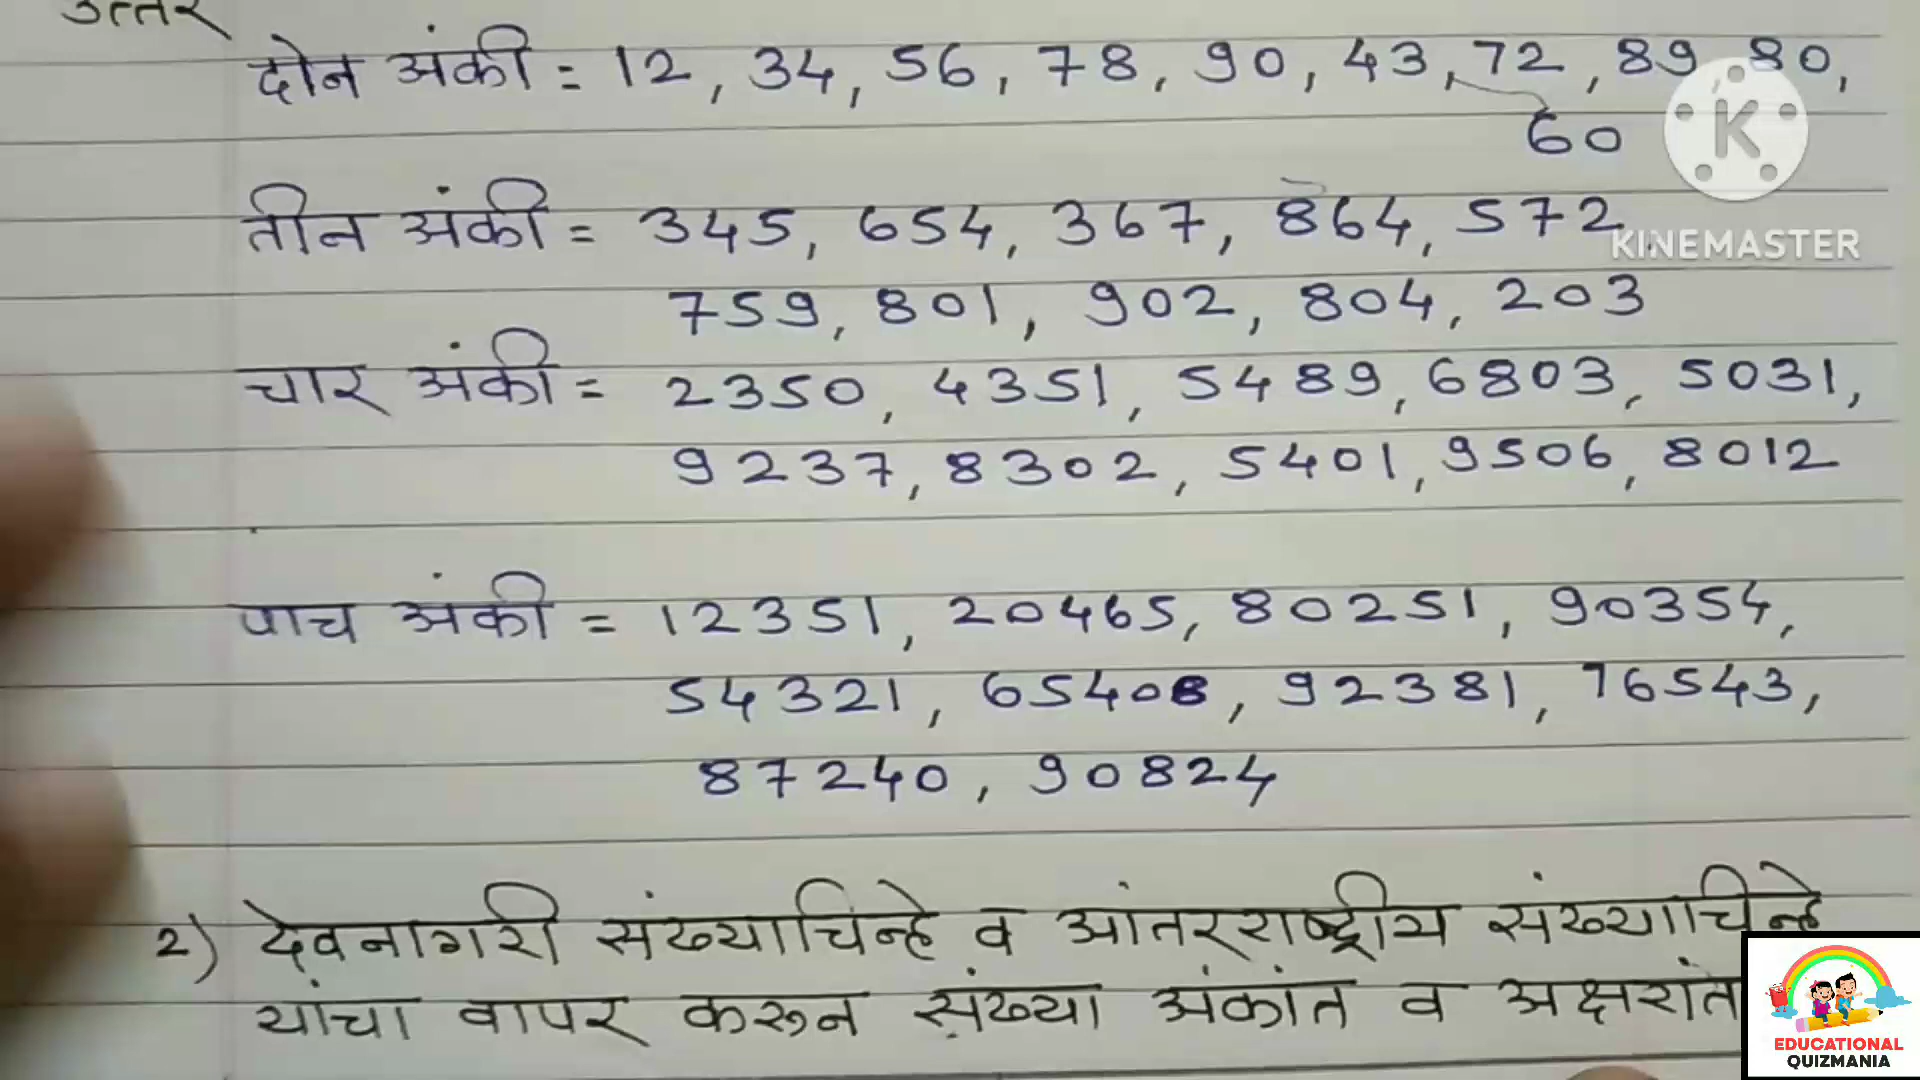 उत्तर
दोन अंकी = 12, 34, 56, 78, 90, 43, 72, 89, 80,
60
तीन अंकी = 345, 654, 367, 864, 572,
759, 801, 902, 804, 203
चार अंकी = 2350, 4351, 5489, 6803, 5031,
9237, 8302, 5401, 9506, 8012
पाच अंकी = 12351, 20465, 80251, 90354,
54321, 65408, 92381, 76543,
87240, 90824
2) देवनागरी संख्याचिन्हे व आंतरराष्ट्रीय संख्याचिन्हे
यांचा वापर करून संख्या अंकांत व अक्षरांत
K
KINEMASTER
EDUCATIONAL
QUIZMANIA